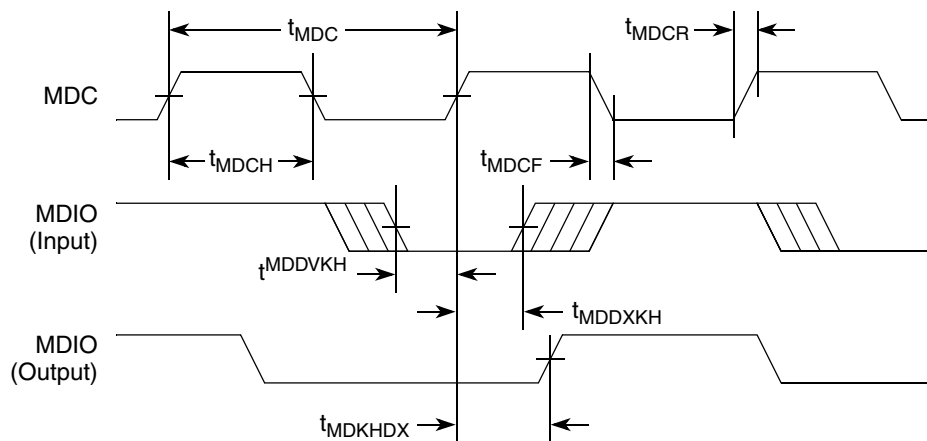 tMDC
tMDCR
MDC
tMDCH
tMDCF
MDIO
(Input)
tMDDVKH
tMDDXKH
MDIO
(Output)
tMDKHDX